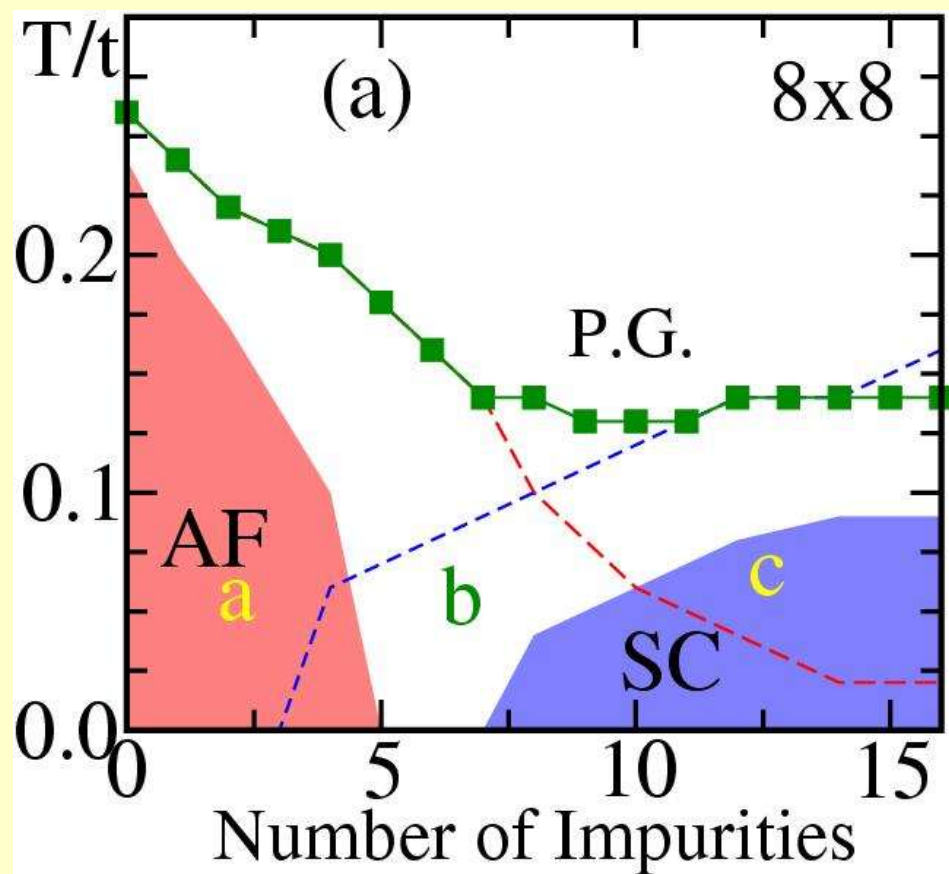 T/t
(a)
8x8
0.2
P.G.
0.1
AF
a
b
c
SC
0.0
0
5
10
15
Number of Impurities